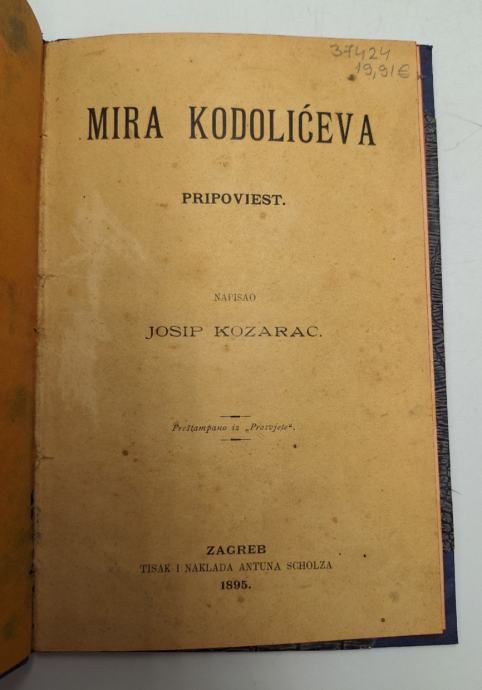 37424
19,91€
MIRA KODOLIĆEVA
PRIPOVIEST.
NAPISAO
JOSIP KOZARAC.
Preštampano iz „Prosvjete“.
ZAGREB
TISAK I NAKLADA ANTUNA SCHOLZA
1895.